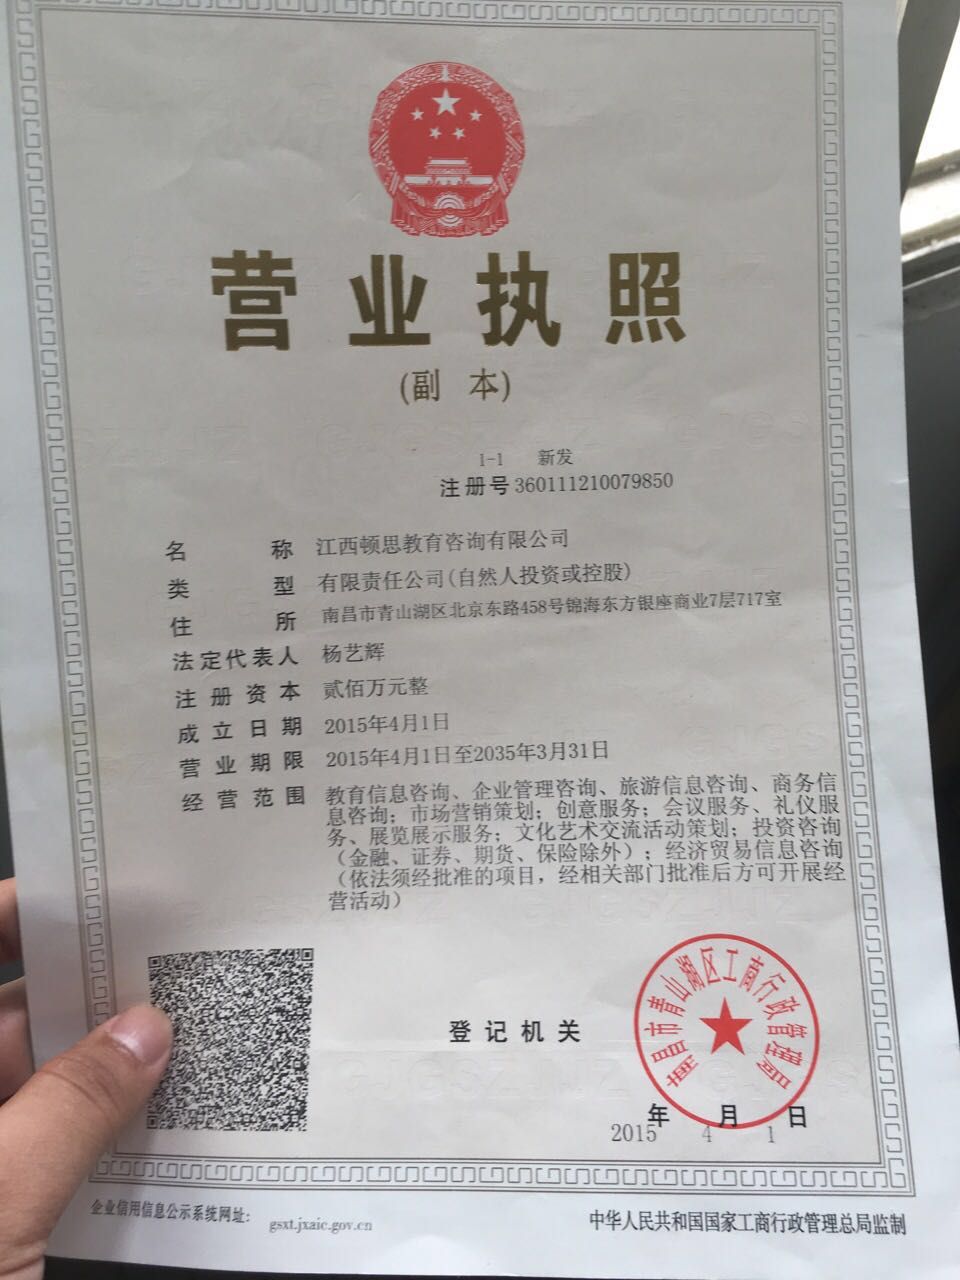 营业执照
(副 本)
1-1 新发
注册号 360111210079850
名 称 江西顿思教育咨询有限公司
类 型 有限责任公司(自然人投资或控股)
住 所 南昌市青山湖区北京东路458号锦海东方银座商业7层717室
法定代表人 杨艺辉
注册资本 贰佰万元整
成立日期 2015年4月1日
营业期限 2015年4月1日至2035年3月31日
经营范围 教育信息咨询、企业管理咨询、旅游信息咨询、商务信
息咨询；市场营销策划；创意服务；会议服务、礼仪服
务、展览展示服务；文化艺术交流活动策划；投资咨询
（金融、证券、期货、保险除外）；经济贸易信息咨询
（依法须经批准的项目，经相关部门批准后方可开展经
营活动）
南昌市青山湖区工商行政管理局
登记机关
年 月 日
2015 4 1
企业信用信息公示系统网址： gsxt.jxaic.gov.cn
中华人民共和国国家工商行政管理总局监制